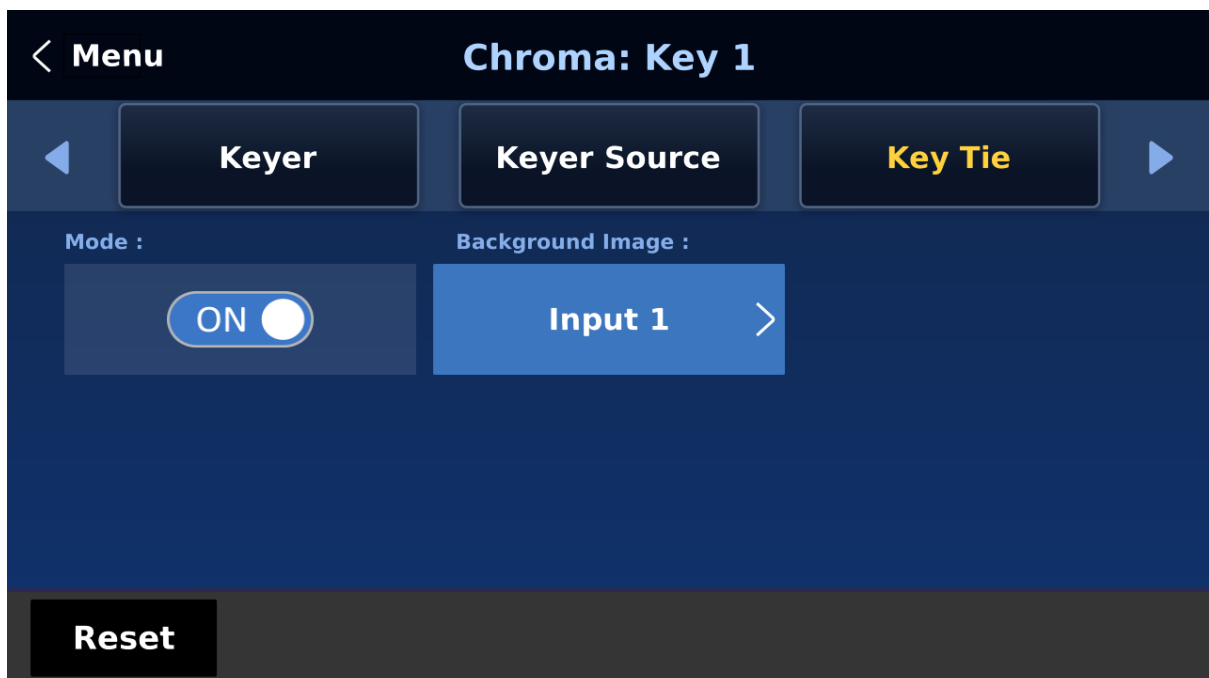 Menu
Chroma: Key 1
Keyer
Keyer Source
Key Tie
Mode :
Background Image :
ON
Input 1
Reset